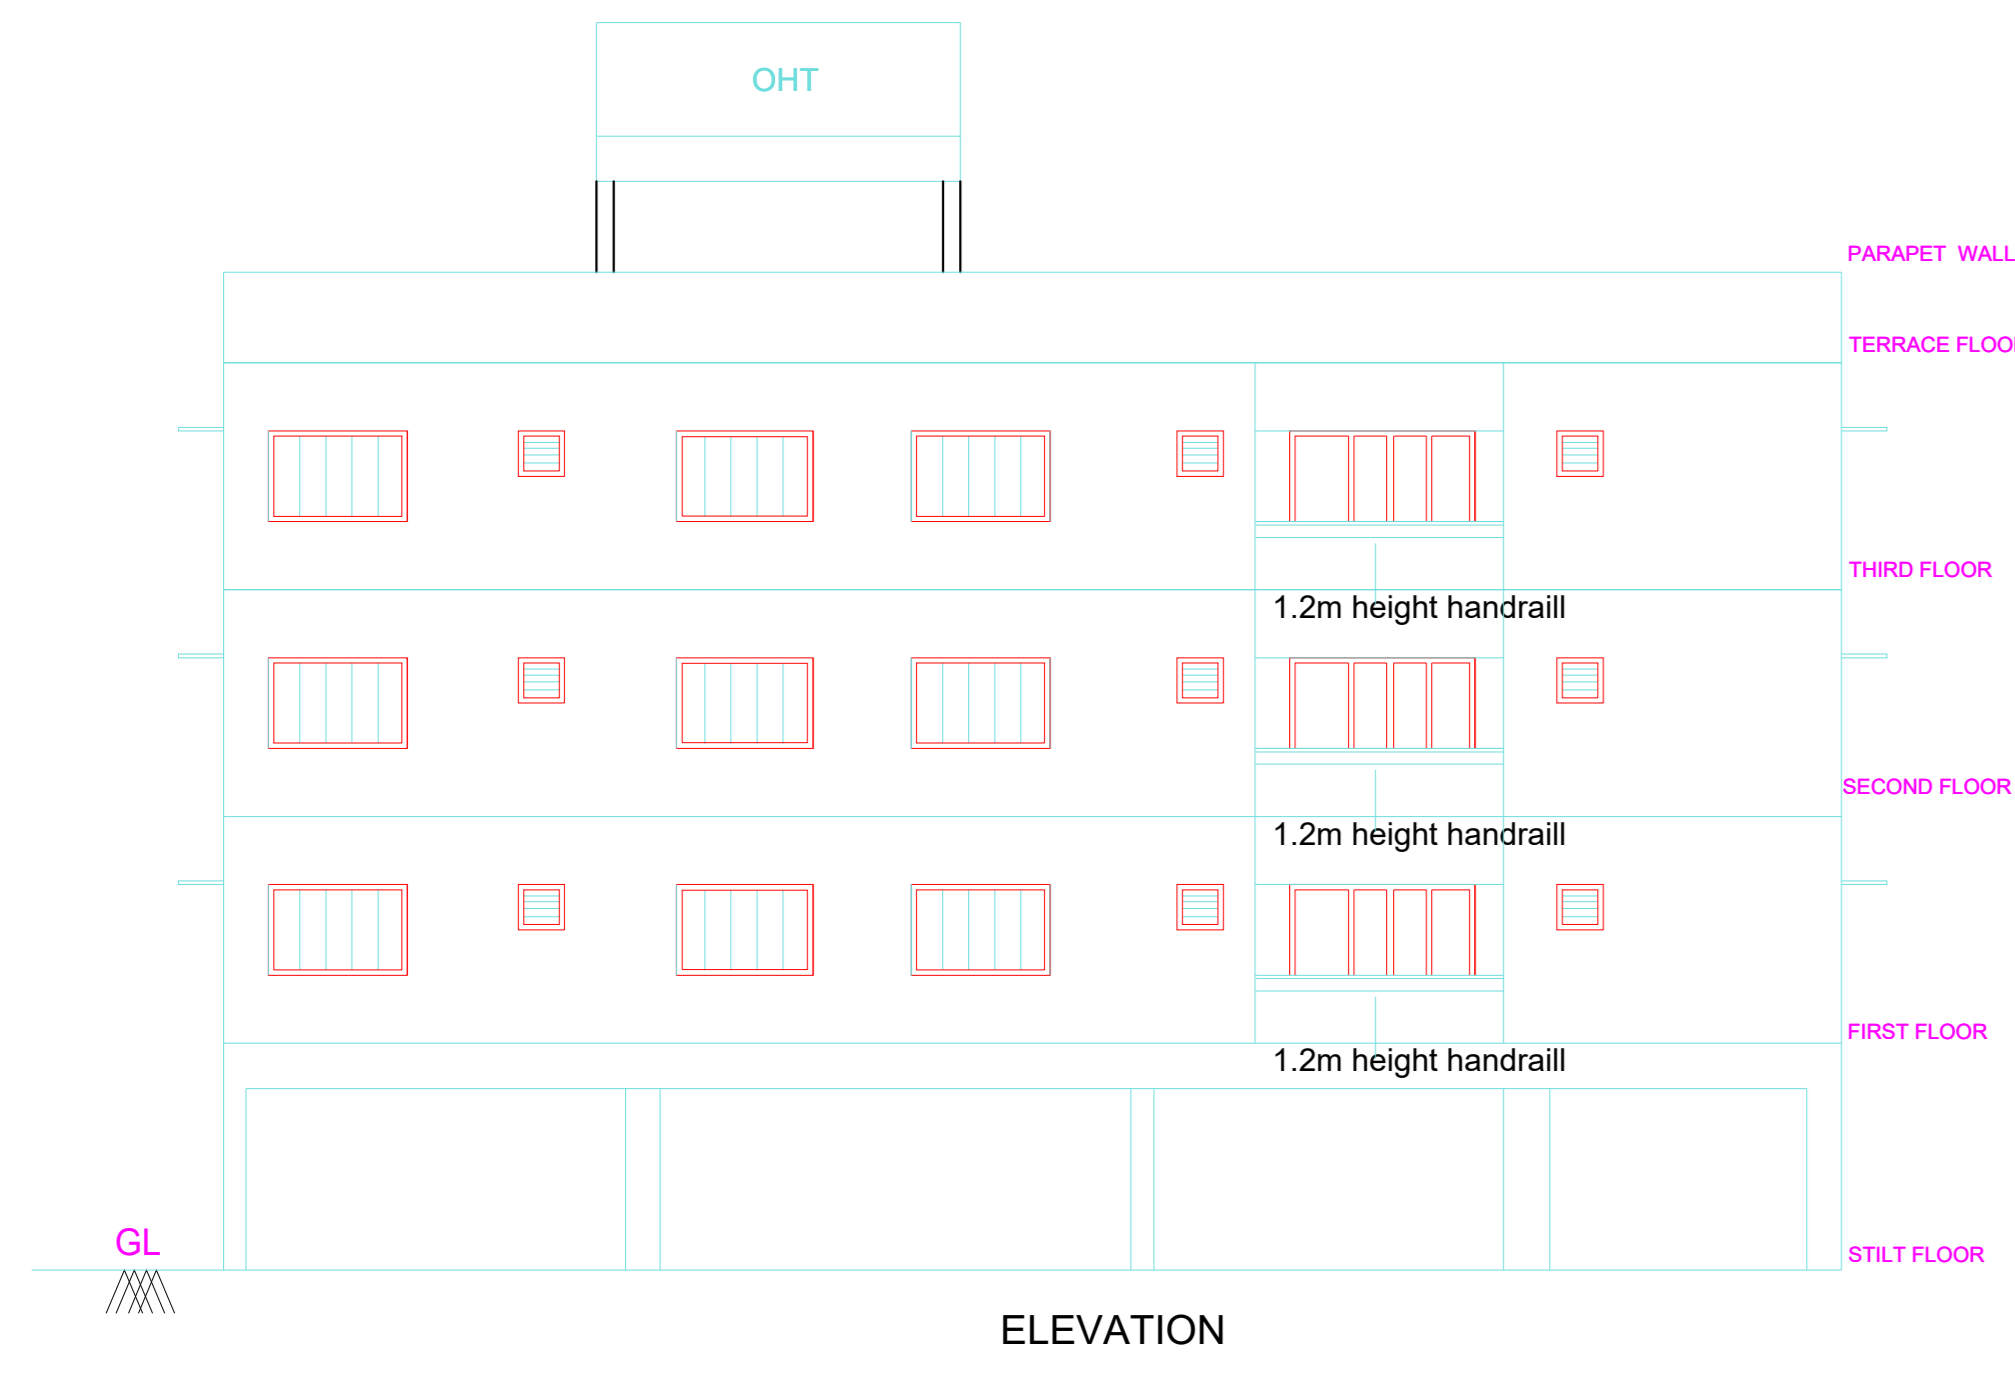 OHT
PARAPET WALL
TERRACE FLOOR
THIRD FLOOR
1.2m height handraill
SECOND FLOOR
1.2m height handraill
FIRST FLOOR
1.2m height handraill
GL
STILT FLOOR
ELEVATION